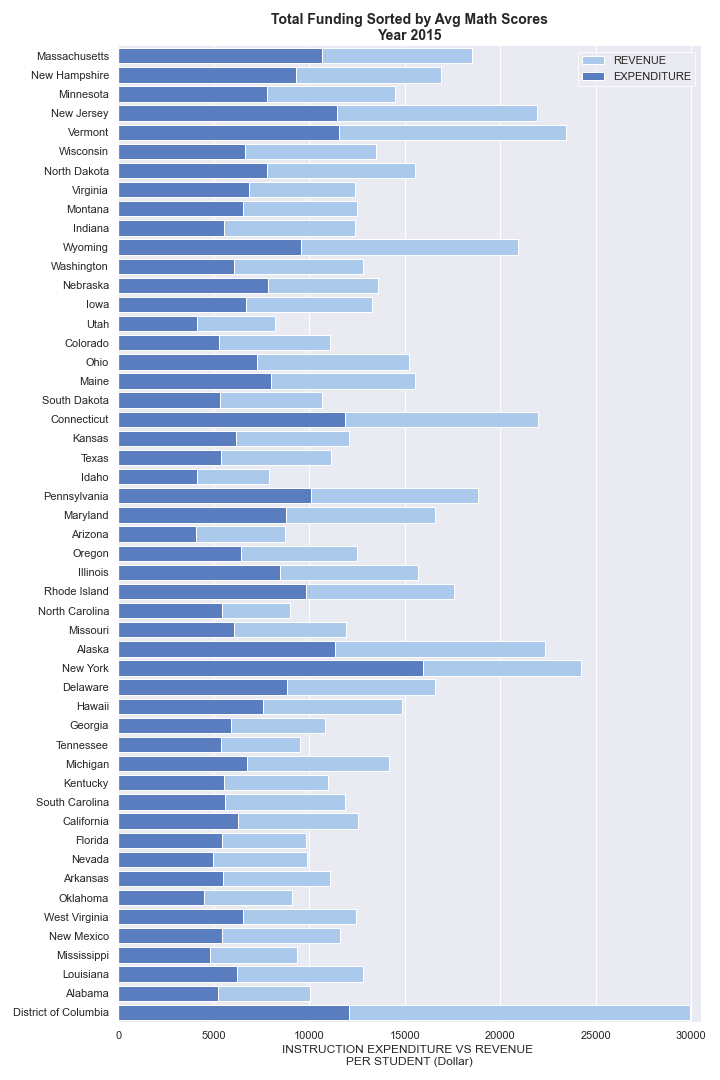 Total Funding Sorted by Avg Math Scores
Year 2015
REVENUE
EXPENDITURE
Massachusetts
New Hampshire
Minnesota
New Jersey
Vermont
Wisconsin
North Dakota
Virginia
Montana
Indiana
Wyoming
Washington
Nebraska
Iowa
Utah
Colorado
Ohio
Maine
South Dakota
Connecticut
Kansas
Texas
Idaho
Pennsylvania
Maryland
Arizona
Oregon
Illinois
Rhode Island
North Carolina
Missouri
Alaska
New York
Delaware
Hawaii
Georgia
Tennessee
Michigan
Kentucky
South Carolina
California
Florida
Nevada
Arkansas
Oklahoma
West Virginia
New Mexico
Mississippi
Louisiana
Alabama
District of Columbia
0 5000 10000 15000 20000 25000 30000
INSTRUCTION EXPENDITURE VS REVENUE
PER STUDENT (Dollar)